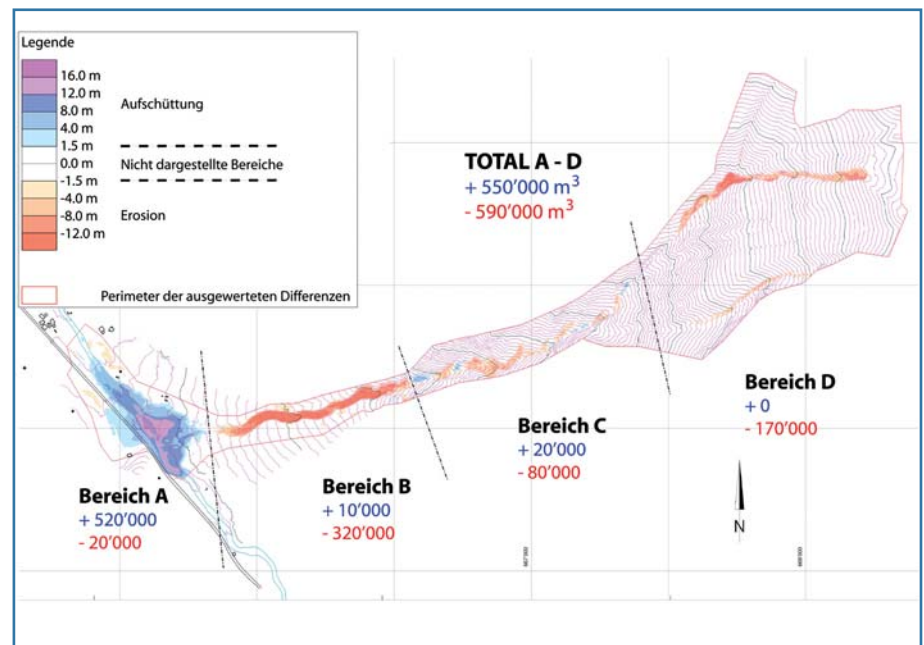 Legende
16.0 m
12.0 m
8.0 m
4.0 m
1.5 m
0.0 m
-1.5 m
-4.0 m
-8.0 m
-12.0 m
Aufschüttung
Nicht dargestellte Bereiche
Erosion
Perimeter der ausgewerteten Differenzen
TOTAL A - D
+ 550'000 m³
- 590'000 m³
Bereich D
+ 0
- 170'000
Bereich C
+ 20'000
- 80'000
Bereich B
+ 10'000
- 320'000
Bereich A
+ 520'000
- 20'000
N